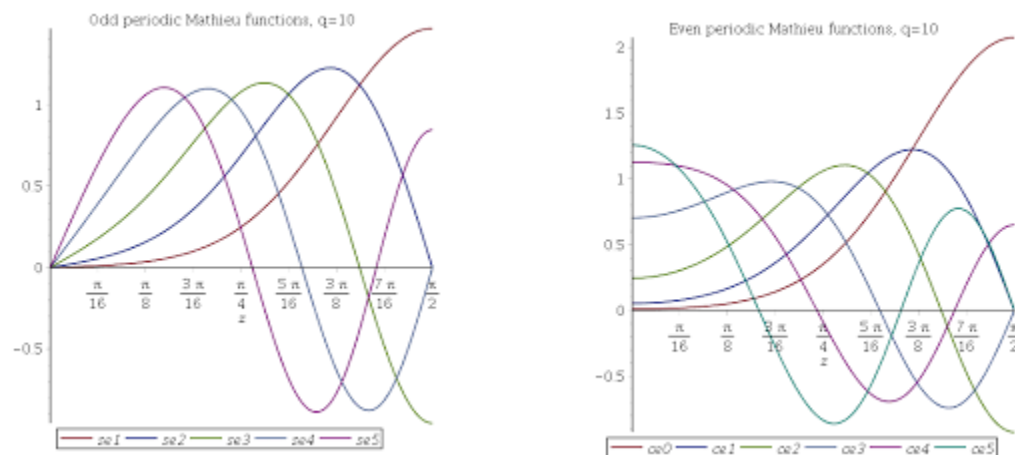 Odd periodic Mathieu functions, q=10
1
0.5
0
−0.5
π/16 π/8 3π/16 π/4 5π/16 3π/8 7π/16 π/2
z
se1 se2 se3 se4 se5
Even periodic Mathieu functions, q=10
2
1.5
1
0.5
0
−0.5
π/16 π/8 3π/16 π/4 5π/16 3π/8 7π/16 π/2
z
ce0 ce1 ce2 ce3 ce4 ce5